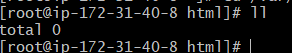 [root@ip-172-31-40-8 html]# ll
total 0
[root@ip-172-31-40-8 html]#